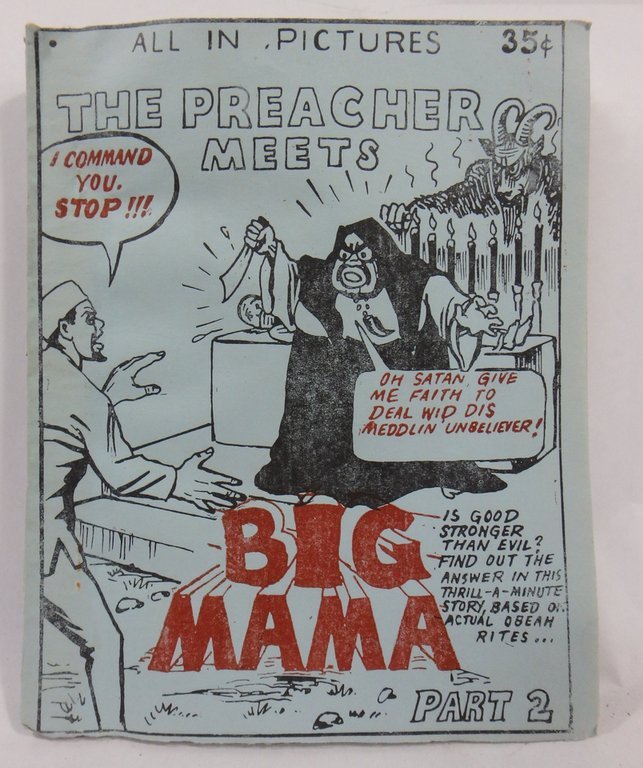 ALL IN .PICTURES 35¢
THE PREACHER
MEETS
I COMMAND
YOU.
STOP!!!
OH SATAN, GIVE
ME FAITH TO
DEAL WID DIS
MEDDLIN' UNBELIEVER!
BIG
MAMA
IS GOOD
STRONGER
THAN EVIL?
FIND OUT THE
ANSWER IN THIS
THRILL-A-MINUTE
STORY, BASED ON
ACTUAL OBEAH
RITES...
PART 2